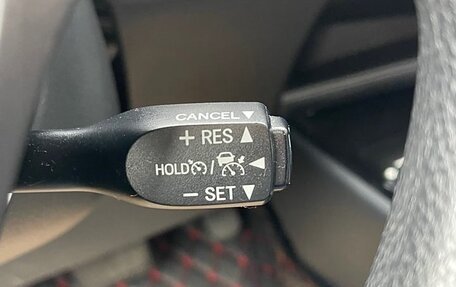 CANCEL▼
+ RES ▲
HOLD / ◀
− SET ▼